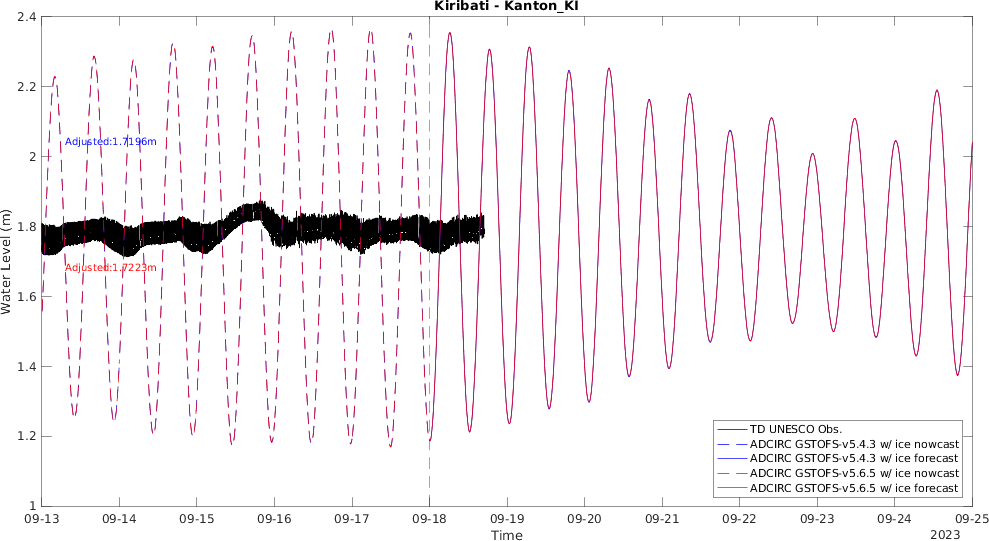 Kiribati - Kanton_KI
2.4
2.2
2
1.8
1.6
1.4
1.2
1
Water Level (m)
Adjusted:1.7196m
Adjusted:1.7223m
TD UNESCO Obs.
ADCIRC GSTOFS-v5.4.3 w/ ice nowcast
ADCIRC GSTOFS-v5.4.3 w/ ice forecast
ADCIRC GSTOFS-v5.6.5 w/ ice nowcast
ADCIRC GSTOFS-v5.6.5 w/ ice forecast
09-13 09-14 09-15 09-16 09-17 09-18 09-19 09-20 09-21 09-22 09-23 09-24 09-25
Time
2023